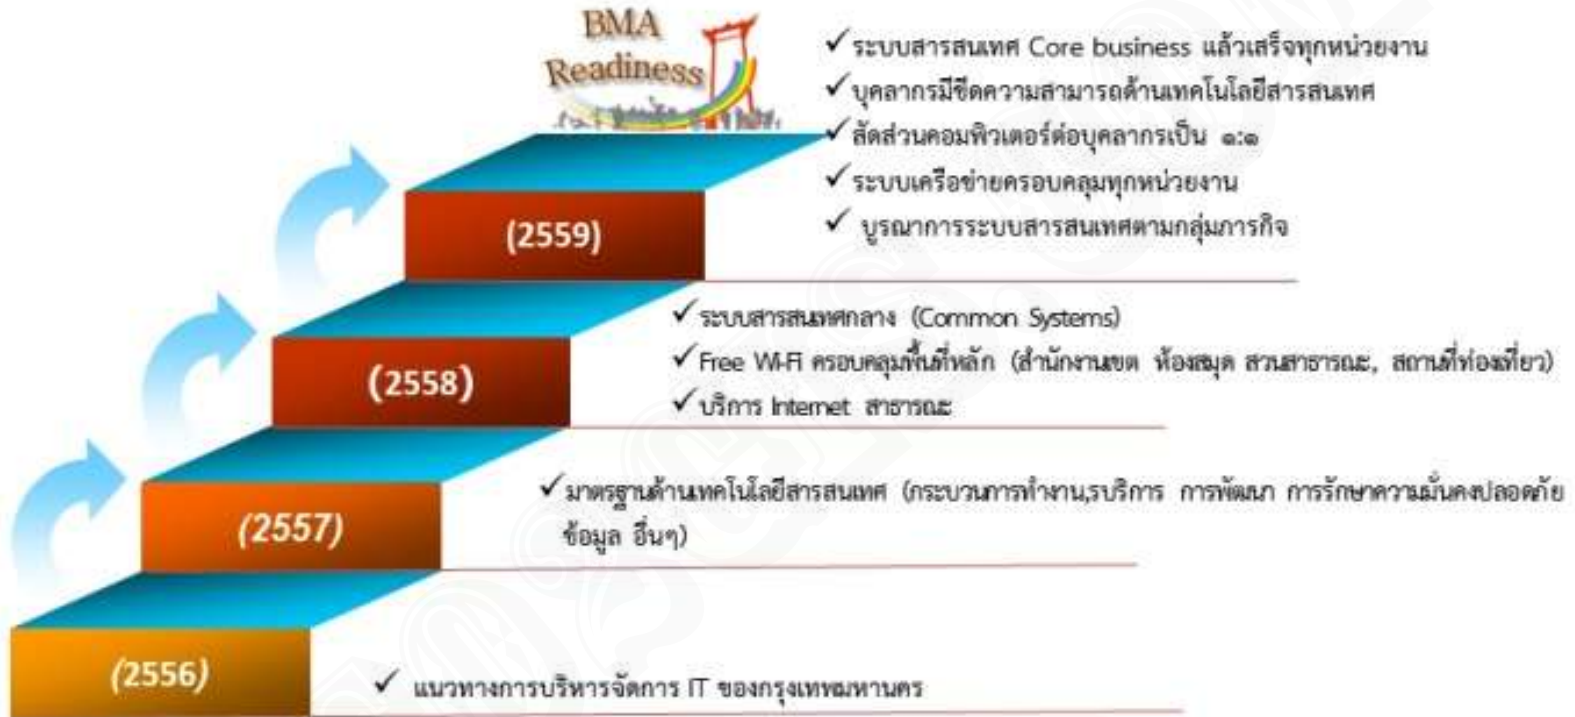 BMA
Readiness
✓ ระบบสารสนเทศ Core business แล้วเสร็จทุกหน่วยงาน
✓ บุคลากรมีขีดความสามารถด้านเทคโนโลยีสารสนเทศ
✓ สัดส่วนคอมพิวเตอร์ต่อบุคลากรเป็น ๑:๑
✓ ระบบเครือข่ายครอบคลุมทุกหน่วยงาน
✓ บูรณาการระบบสารสนเทศตามกลุ่มภารกิจ
(2559)
✓ ระบบสารสนเทศกลาง (Common Systems)
✓ Free Wi-Fi ครอบคลุมพื้นที่หลัก (สำนักงานเขต ห้องสมุด สวนสาธารณะ, สถานที่ท่องเที่ยว)
✓ บริการ Internet สาธารณะ
(2558)
✓ มาตรฐานด้านเทคโนโลยีสารสนเทศ (กระบวนการทำงาน,รบริการ การพัฒนา การรักษาความมั่นคงปลอดภัย
ข้อมูล อื่นๆ)
(2557)
✓ แนวทางการบริหารจัดการ IT ของกรุงเทพมหานคร
(2556)